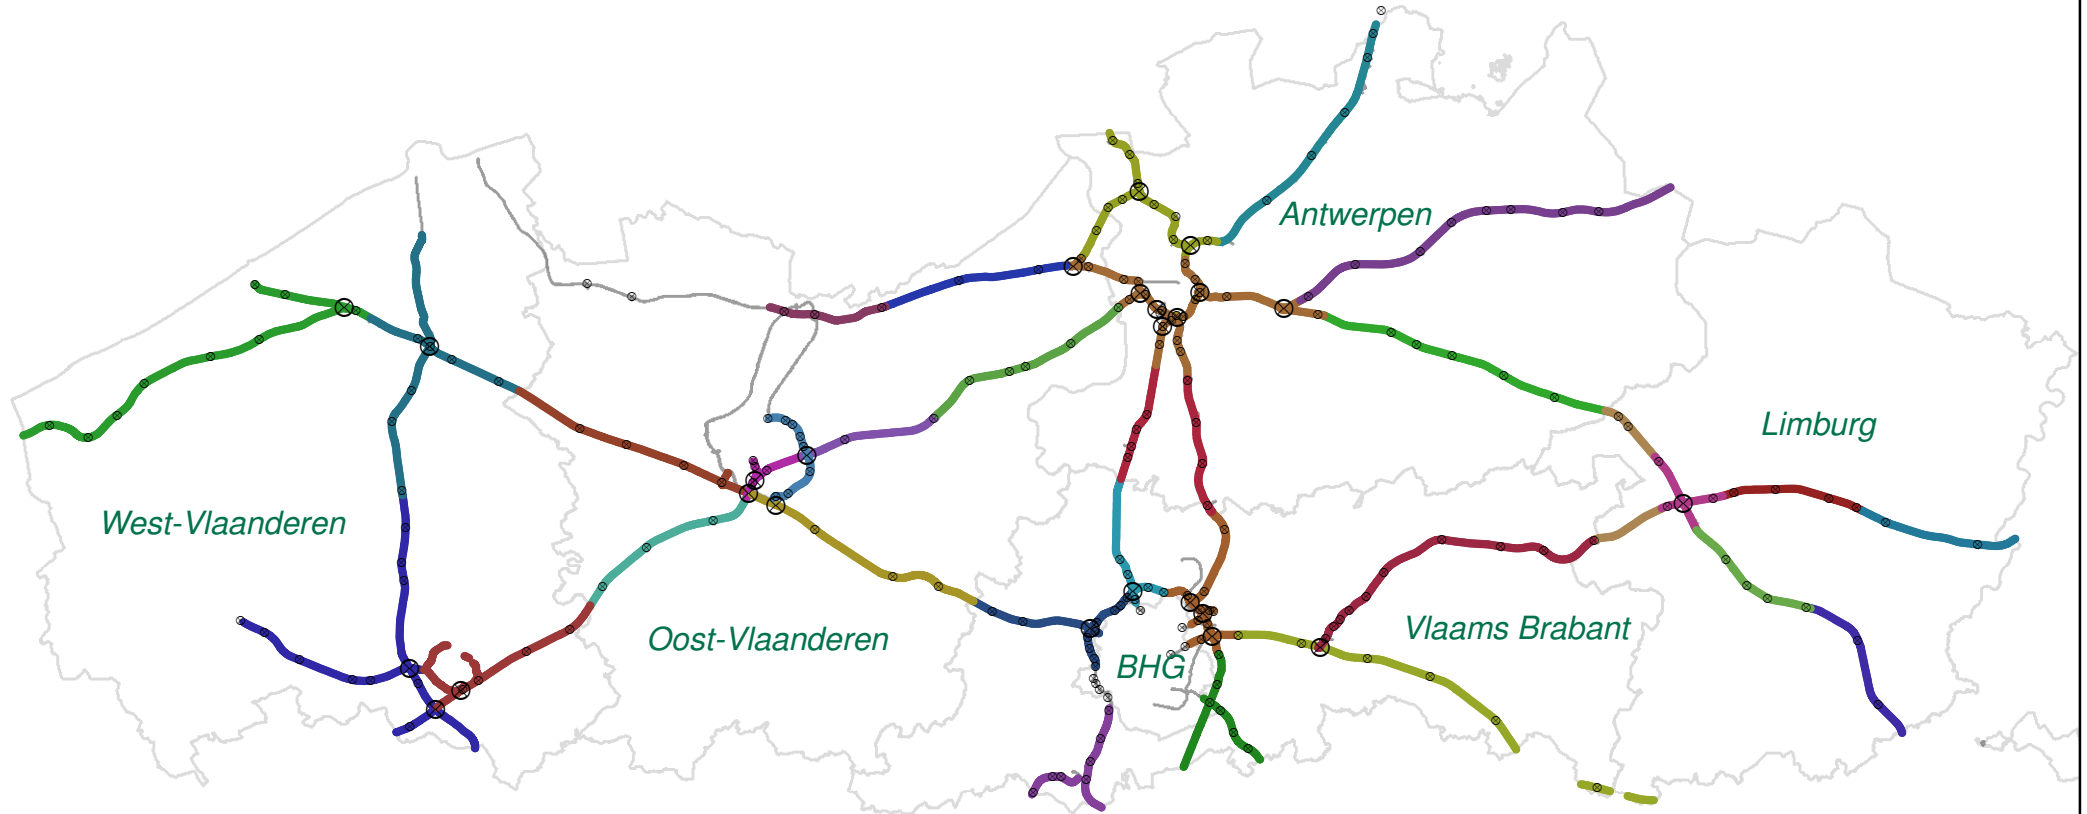 Antwerpen
Limburg
West-Vlaanderen
Oost-Vlaanderen
Vlaams Brabant
BHG